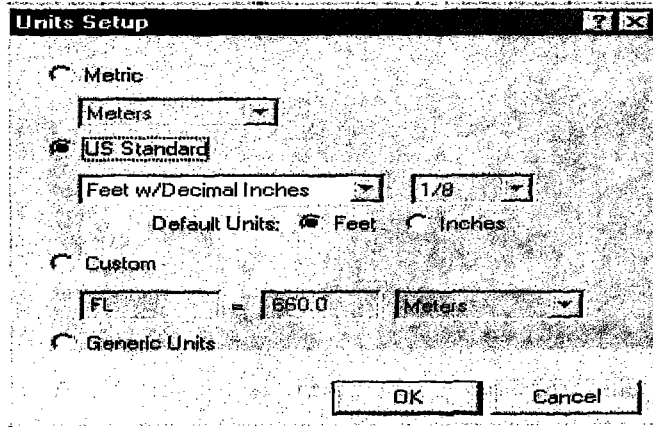 Units Setup
Metric
Meters
US Standard
Feet w/Decimal Inches 1/8
Default Units: Feet Inches
Custom
FL = 660.0 Meters
Generic Units
OK Cancel